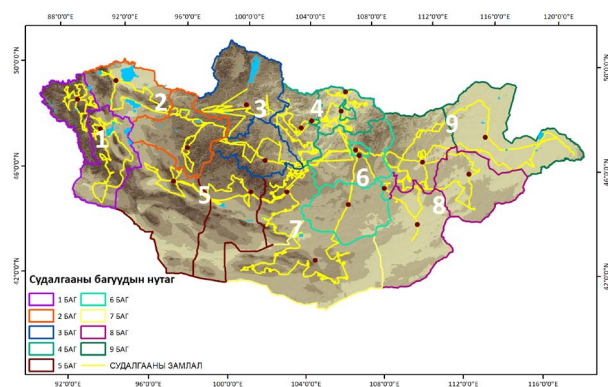 88°0'0"E 92°0'0"E 96°0'0"E 100°0'0"E 104°0'0"E 108°0'0"E 112°0'0"E 116°0'0"E 120°0'0"E
50°0'0"N 50°0'0"N
46°0'0"N 46°0'0"N
42°0'0"N 42°0'0"N
1
2
3
4
5
6
7
8
9
Судалгааны багуудын нутаг
1 БАГ 6 БАГ
2 БАГ 7 БАГ
3 БАГ 8 БАГ
4 БАГ 9 БАГ
5 БАГ СУДАЛГААНЫ ЗАМЛАЛ
92°0'0"E 96°0'0"E 100°0'0"E 104°0'0"E 108°0'0"E 112°0'0"E 116°0'0"E